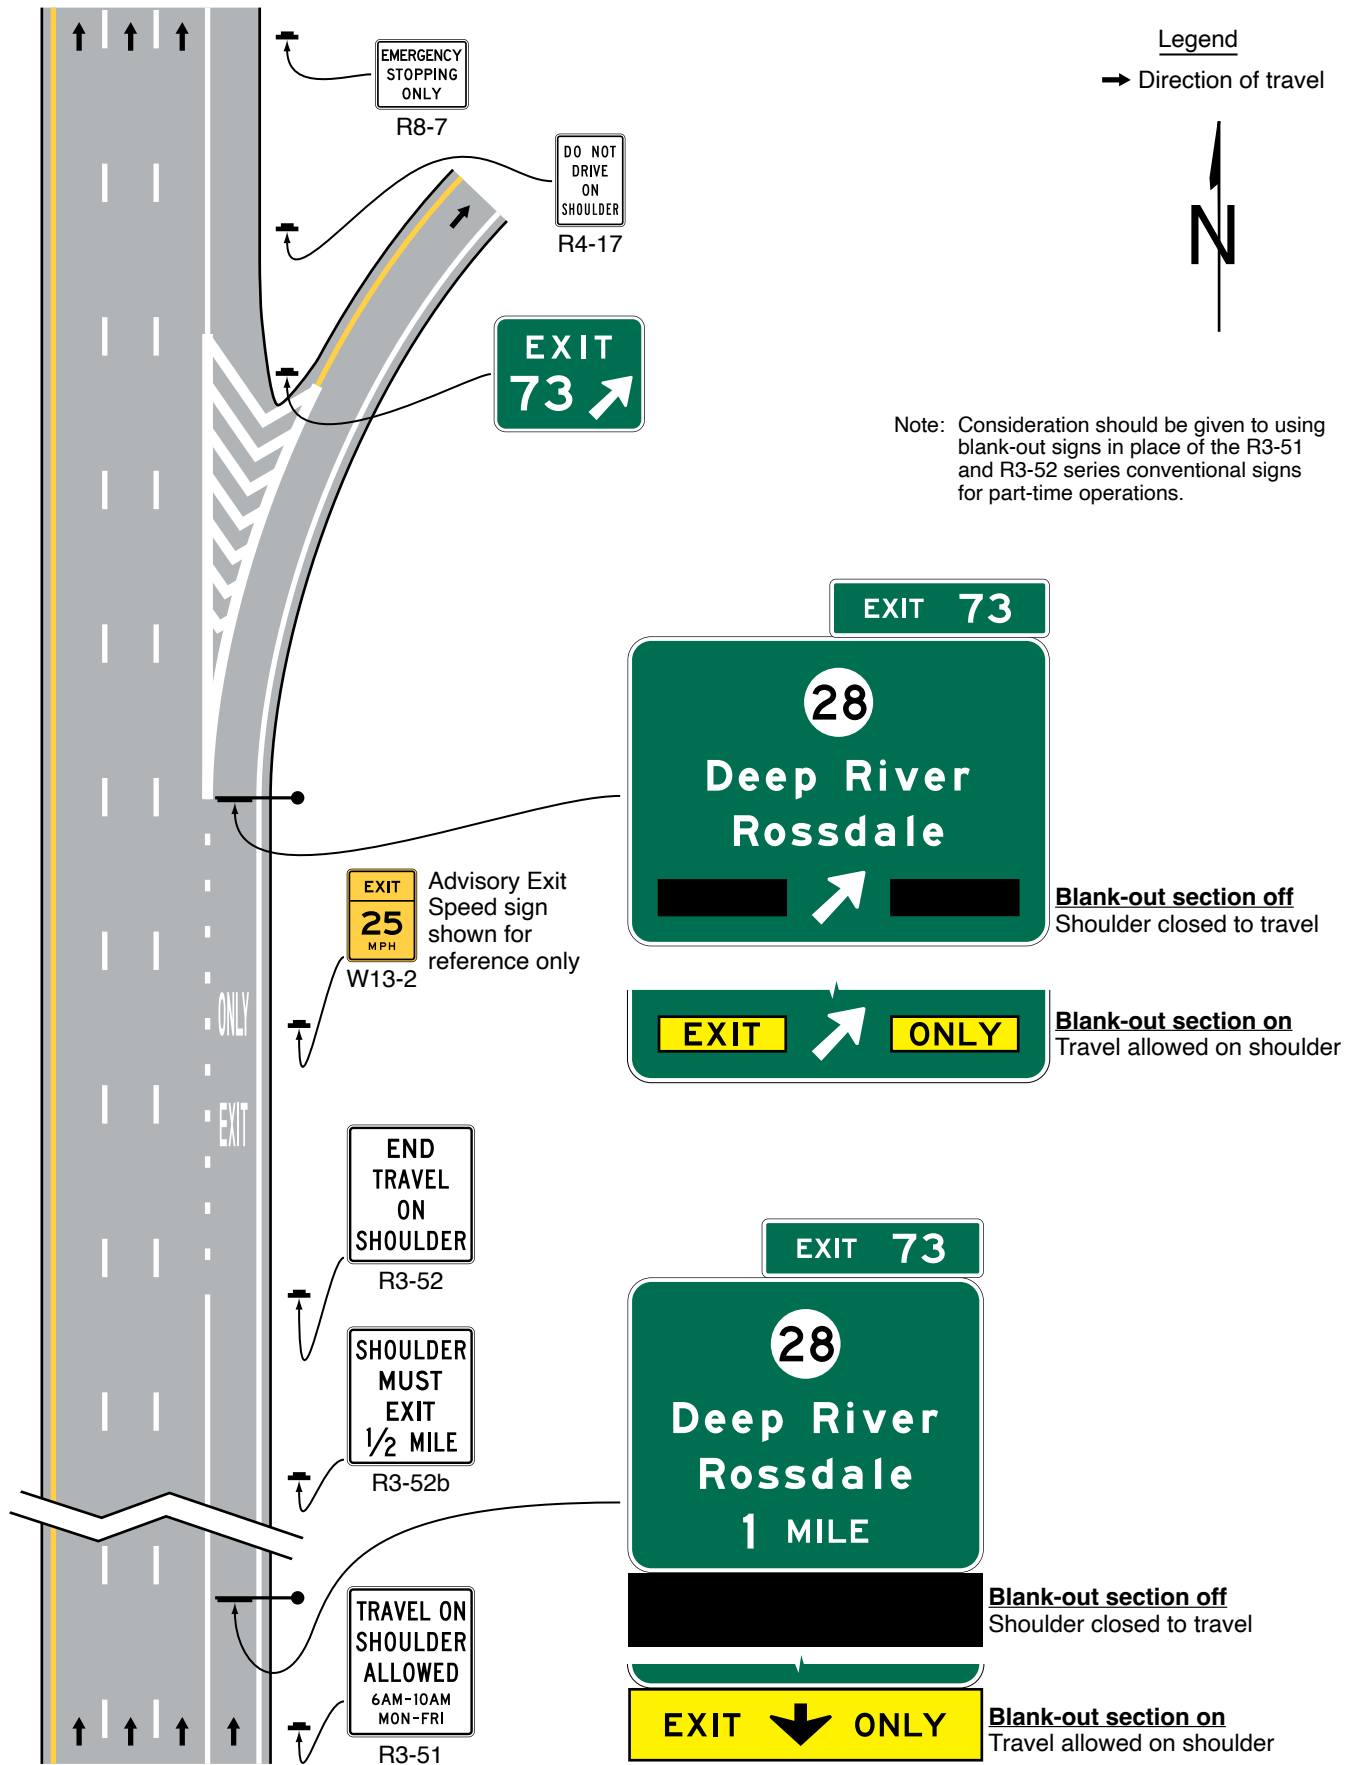 EMERGENCY
STOPPING
ONLY
R8-7
Legend
Direction of travel
N
DO NOT
DRIVE
ON
SHOULDER
R4-17
EXIT
73
Note: Consideration should be given to using
blank-out signs in place of the R3-51
and R3-52 series conventional signs
for part-time operations.
EXIT 73
28
Deep River
Rossdale
Blank-out section off
Shoulder closed to travel
EXIT ONLY
Blank-out section on
Travel allowed on shoulder
EXIT
25
MPH
W13-2
Advisory Exit
Speed sign
shown for
reference only
ONLY
EXIT
END
TRAVEL
ON
SHOULDER
R3-52
SHOULDER
MUST
EXIT
1/2 MILE
R3-52b
EXIT 73
28
Deep River
Rossdale
1 MILE
Blank-out section off
Shoulder closed to travel
EXIT ONLY
Blank-out section on
Travel allowed on shoulder
TRAVEL ON
SHOULDER
ALLOWED
6AM-10AM
MON-FRI
R3-51